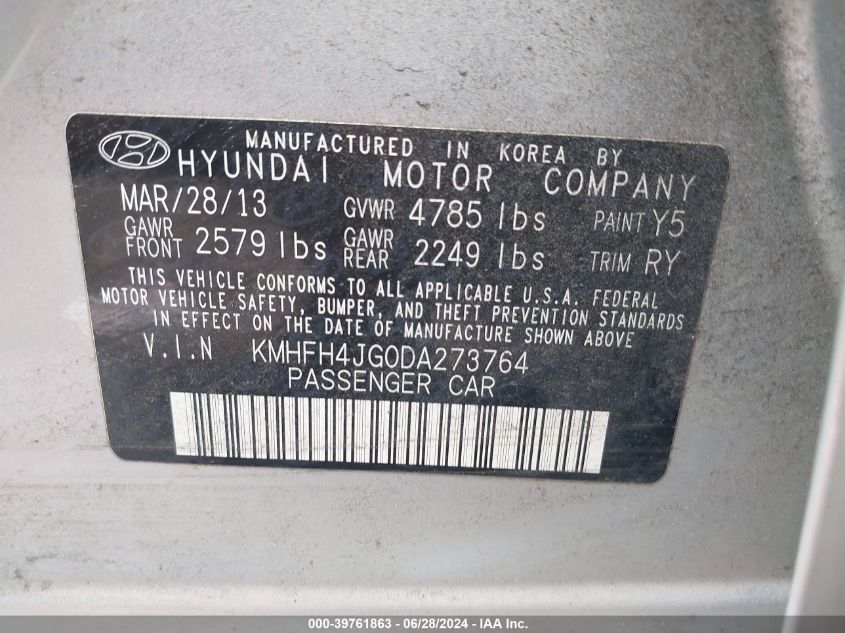 MANUFACTURED IN KOREA BY
HYUNDAI MOTOR COMPANY
MAR/28/13 GVWR 4785 lbs PAINT Y5
GAWR FRONT 2579 lbs GAWR REAR 2249 lbs TRIM RY
THIS VEHICLE CONFORMS TO ALL APPLICABLE U.S.A. FEDERAL
MOTOR VEHICLE SAFETY, BUMPER, AND THEFT PREVENTION STANDARDS
IN EFFECT ON THE DATE OF MANUFACTURE SHOWN ABOVE
V.I.N KMHFH4JG0DA273764
PASSENGER CAR
000-39761863 - 06/28/2024 - IAA Inc.